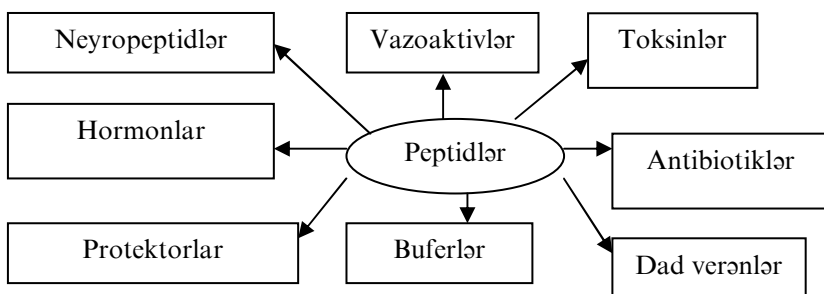 Neyropeptidlər
Vazoaktivlər
Toksinlər
Hormonlar
Peptidlər
Antibiotiklər
Protektorlar
Buferlər
Dad verənlər